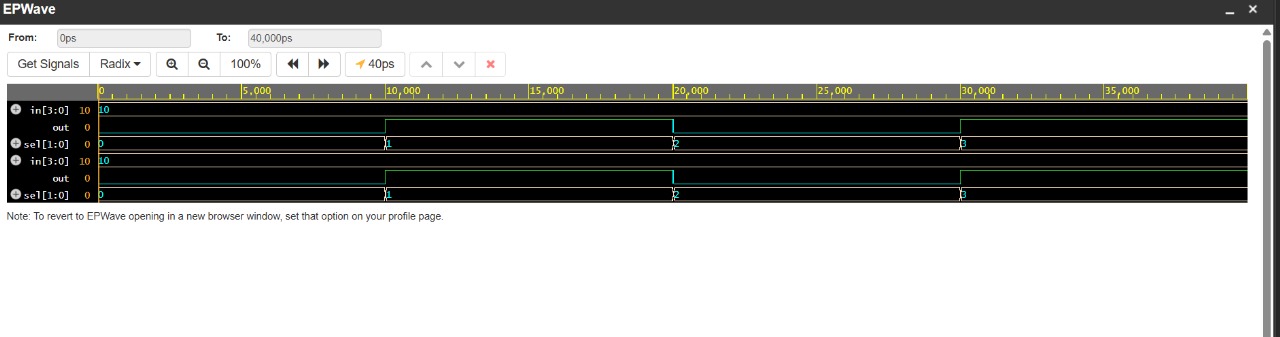 EPWave
From: 0ps To: 40,000ps
Get Signals Radix 100% 40ps
0 5,000 10,000 15,000 20,000 25,000 30,000 35,000
in[3:0] 10 10
out 0
sel[1:0] 0 0 1 2 3
in[3:0] 10 10
out 0
sel[1:0] 0 0 1 2 3
Note: To revert to EPWave opening in a new browser window, set that option on your profile page.